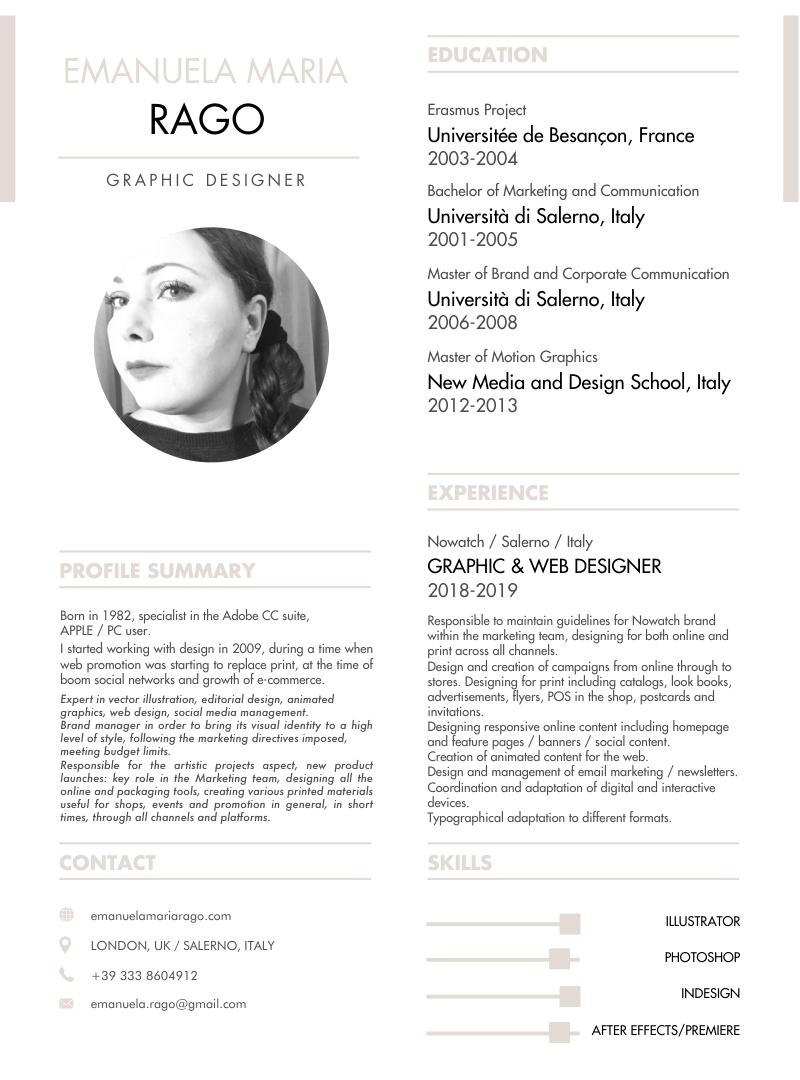 EMANUELA MARIA
RAGO
GRAPHIC DESIGNER
PROFILE SUMMARY
Born in 1982, specialist in the Adobe CC suite,
APPLE / PC user.
I started working with design in 2009, during a time when
web promotion was starting to replace print, at the time of
boom social networks and growth of e-commerce.
Expert in vector illustration, editorial design, animated
graphics, web design, social media management.
Brand manager in order to bring its visual identity to a high
level of style, following the marketing directives imposed,
meeting budget limits.
Responsible for the artistic projects aspect, new product
launches: key role in the Marketing team, designing all the
online and packaging tools, creating various printed materials
useful for shops, events and promotion in general, in short
times, through all channels and platforms.
CONTACT
emanuelamariarago.com
LONDON, UK / SALERNO, ITALY
+39 333 8604912
emanuela.rago@gmail.com
EDUCATION
Erasmus Project
Universitée de Besançon, France
2003-2004
Bachelor of Marketing and Communication
Università di Salerno, Italy
2001-2005
Master of Brand and Corporate Communication
Università di Salerno, Italy
2006-2008
Master of Motion Graphics
New Media and Design School, Italy
2012-2013
EXPERIENCE
Nowatch / Salerno / Italy
GRAPHIC & WEB DESIGNER
2018-2019
Responsible to maintain guidelines for Nowatch brand
within the marketing team, designing for both online and
print across all channels.
Design and creation of campaigns from online through to
stores. Designing for print including catalogs, look books,
advertisements, flyers, POS in the shop, postcards and
invitations.
Designing responsive online content including homepage
and feature pages / banners / social content.
Creation of animated content for the web.
Design and management of email marketing / newsletters.
Coordination and adaptation of digital and interactive
devices.
Typographical adaptation to different formats.
SKILLS
ILLUSTRATOR
PHOTOSHOP
INDESIGN
AFTER EFFECTS/PREMIERE